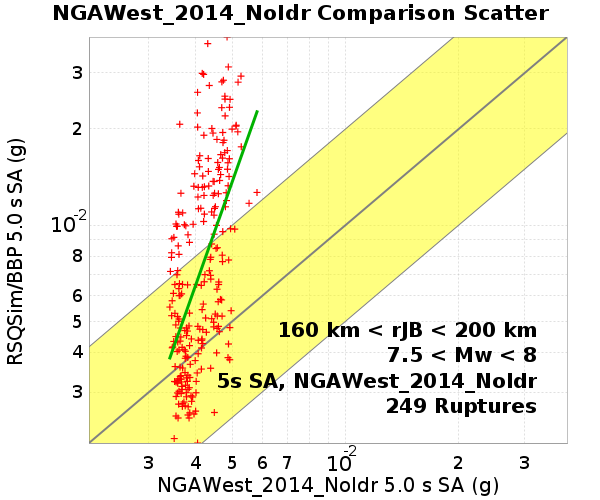 NGAWest_2014_NoIdr Comparison Scatter
RSQSim/BBP 5.0 s SA (g)
3
2
10-2
8
6
5
4
3
160 km < rJB < 200 km
7.5 < Mw < 8
5s SA, NGAWest_2014_NoIdr
249 Ruptures
3 4 5 6 7 10-2 2 3
NGAWest_2014_NoIdr 5.0 s SA (g)